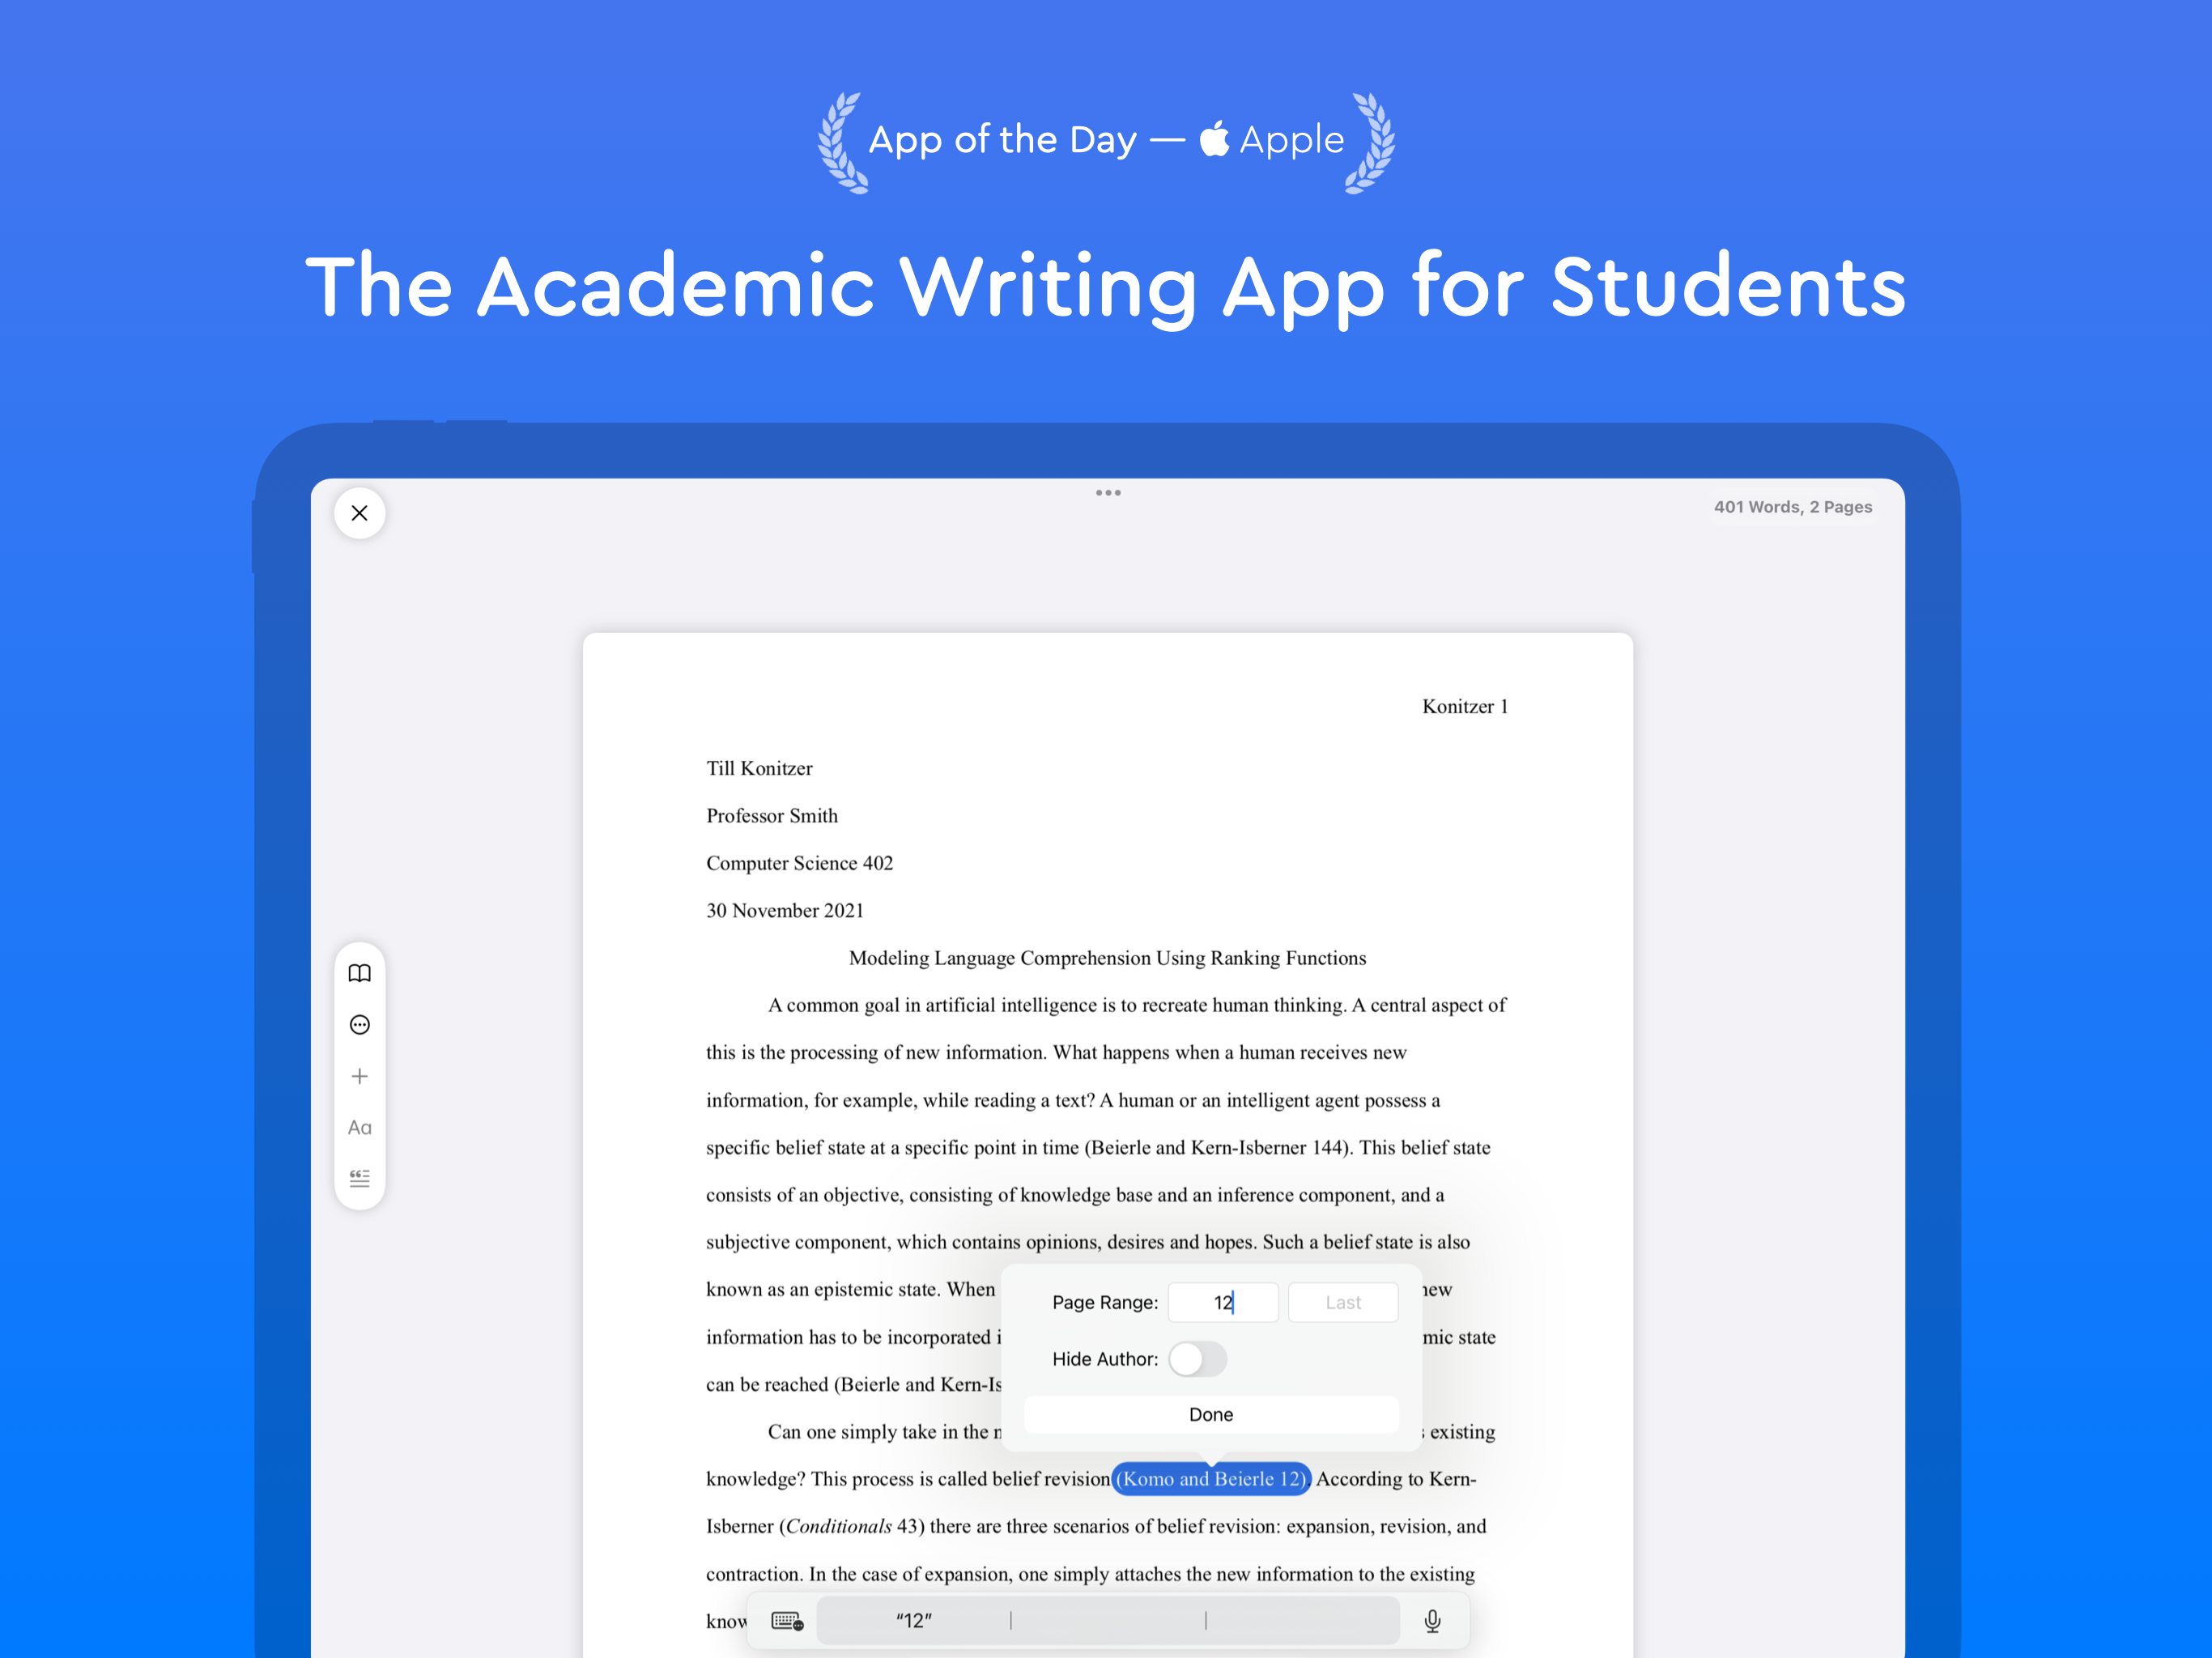 App of the Day — Apple
The Academic Writing App for Students
401 Words, 2 Pages
Konitzer 1
Till Konitzer
Professor Smith
Computer Science 402
30 November 2021
Modeling Language Comprehension Using Ranking Functions
A common goal in artificial intelligence is to recreate human thinking. A central aspect of
this is the processing of new information. What happens when a human receives new
information, for example, while reading a text? A human or an intelligent agent possess a
specific belief state at a specific point in time (Beierle and Kern-Isberner 144). This belief state
consists of an objective, consisting of knowledge base and an inference component, and a
subjective component, which contains opinions, desires and hopes. Such a belief state is also
known as an epistemic state. When
information has to be incorporated
mic state
can be reached (Beierle and Kern-Is
Page Range: 12 Last
Hide Author:
Done
Can one simply take in the
existing
knowledge? This process is called belief revision (Komo and Beierle 12). According to Kern-
Isberner (Conditionals 43) there are three scenarios of belief revision: expansion, revision, and
contraction. In the case of expansion, one simply attaches the new information to the existing
know
“12”
Aa